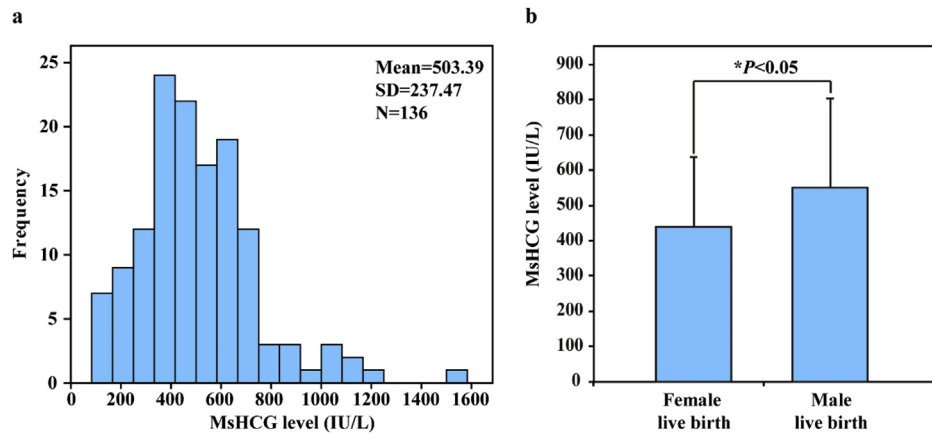 a
Mean=503.39
SD=237.47
N=136
Frequency
25
20
15
10
5
0
0 200 400 600 800 1000 1200 1400 1600
MsHCG level (IU/L)
b
*P<0.05
MsHCG level (IU/L)
900
800
700
600
500
400
300
200
100
000
Female
live birth
Male
live birth